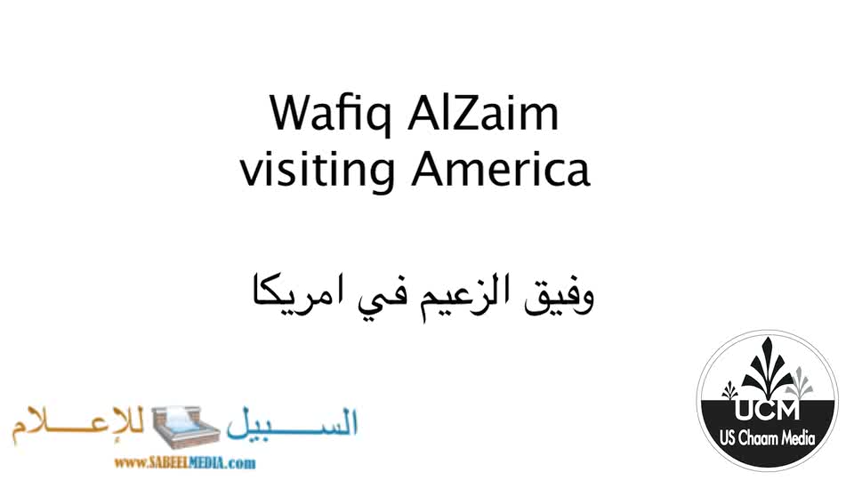 Wafiq AlZaim
visiting America
وفيق الزعيم في امريكا
السبيل للإعلام
www.SABEELMEDIA.com
UCM
US Chaam Media